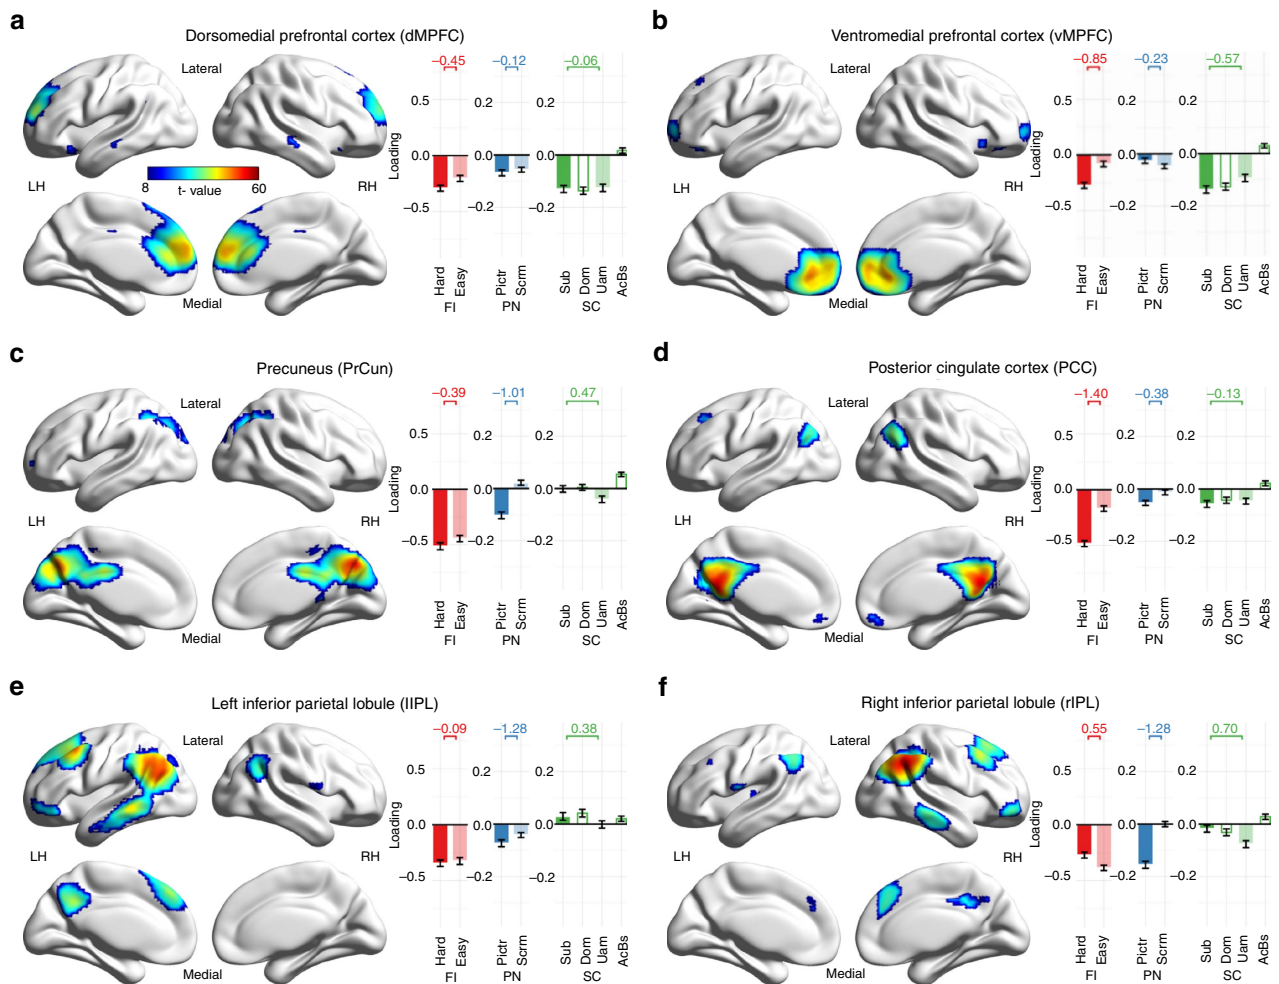 a
Dorsomedial prefrontal cortex (dMPFC)
Lateral
−0.45
−0.12
−0.06
0.5
0.2
0.0
0.0
0.0
−0.5
−0.2
Loading
8
t- value
60
LH
RH
Medial
Hard
Easy
FI
Pictr
Scrm
PN
Sub
Dom
Uam
AcBs
SC
b
Ventromedial prefrontal cortex (vMPFC)
Lateral
−0.85
−0.23
−0.57
0.5
0.2
0.2
0.0
0.0
0.0
−0.5
−0.2
−0.2
Loading
LH
RH
Medial
Hard
Easy
FI
Pictr
Scrm
PN
Sub
Dom
Uam
AcBs
SC
c
Precuneus (PrCun)
Lateral
−0.39
−1.01
0.47
0.5
0.2
0.0
0.0
0.0
−0.5
−0.2
−0.2
Loading
LH
RH
Medial
Hard
Easy
FI
Pictr
Scrm
PN
Sub
Dom
Uam
AcBs
SC
d
Posterior cingulate cortex (PCC)
Lateral
−1.40
−0.38
−0.13
0.5
0.2
0.2
0.0
0.0
0.0
−0.5
−0.2
−0.2
Loading
LH
RH
Medial
Hard
Easy
FI
Pictr
Scrm
PN
Sub
Dom
Uam
AcBs
SC
e
Left inferior parietal lobule (lIPL)
Lateral
−0.09
−1.28
0.38
0.5
0.2
0.0
0.0
0.0
−0.5
−0.2
Loading
LH
RH
Medial
Hard
Easy
FI
Pictr
Scrm
PN
Sub
Dom
Uam
AcBs
SC
f
Right inferior parietal lobule (rIPL)
Lateral
0.55
−1.28
0.70
0.5
0.2
0.2
0.0
0.0
0.0
−0.5
−0.2
−0.2
Loading
LH
RH
Medial
Hard
Easy
FI
Pictr
Scrm
PN
Sub
Dom
Uam
AcBs
SC